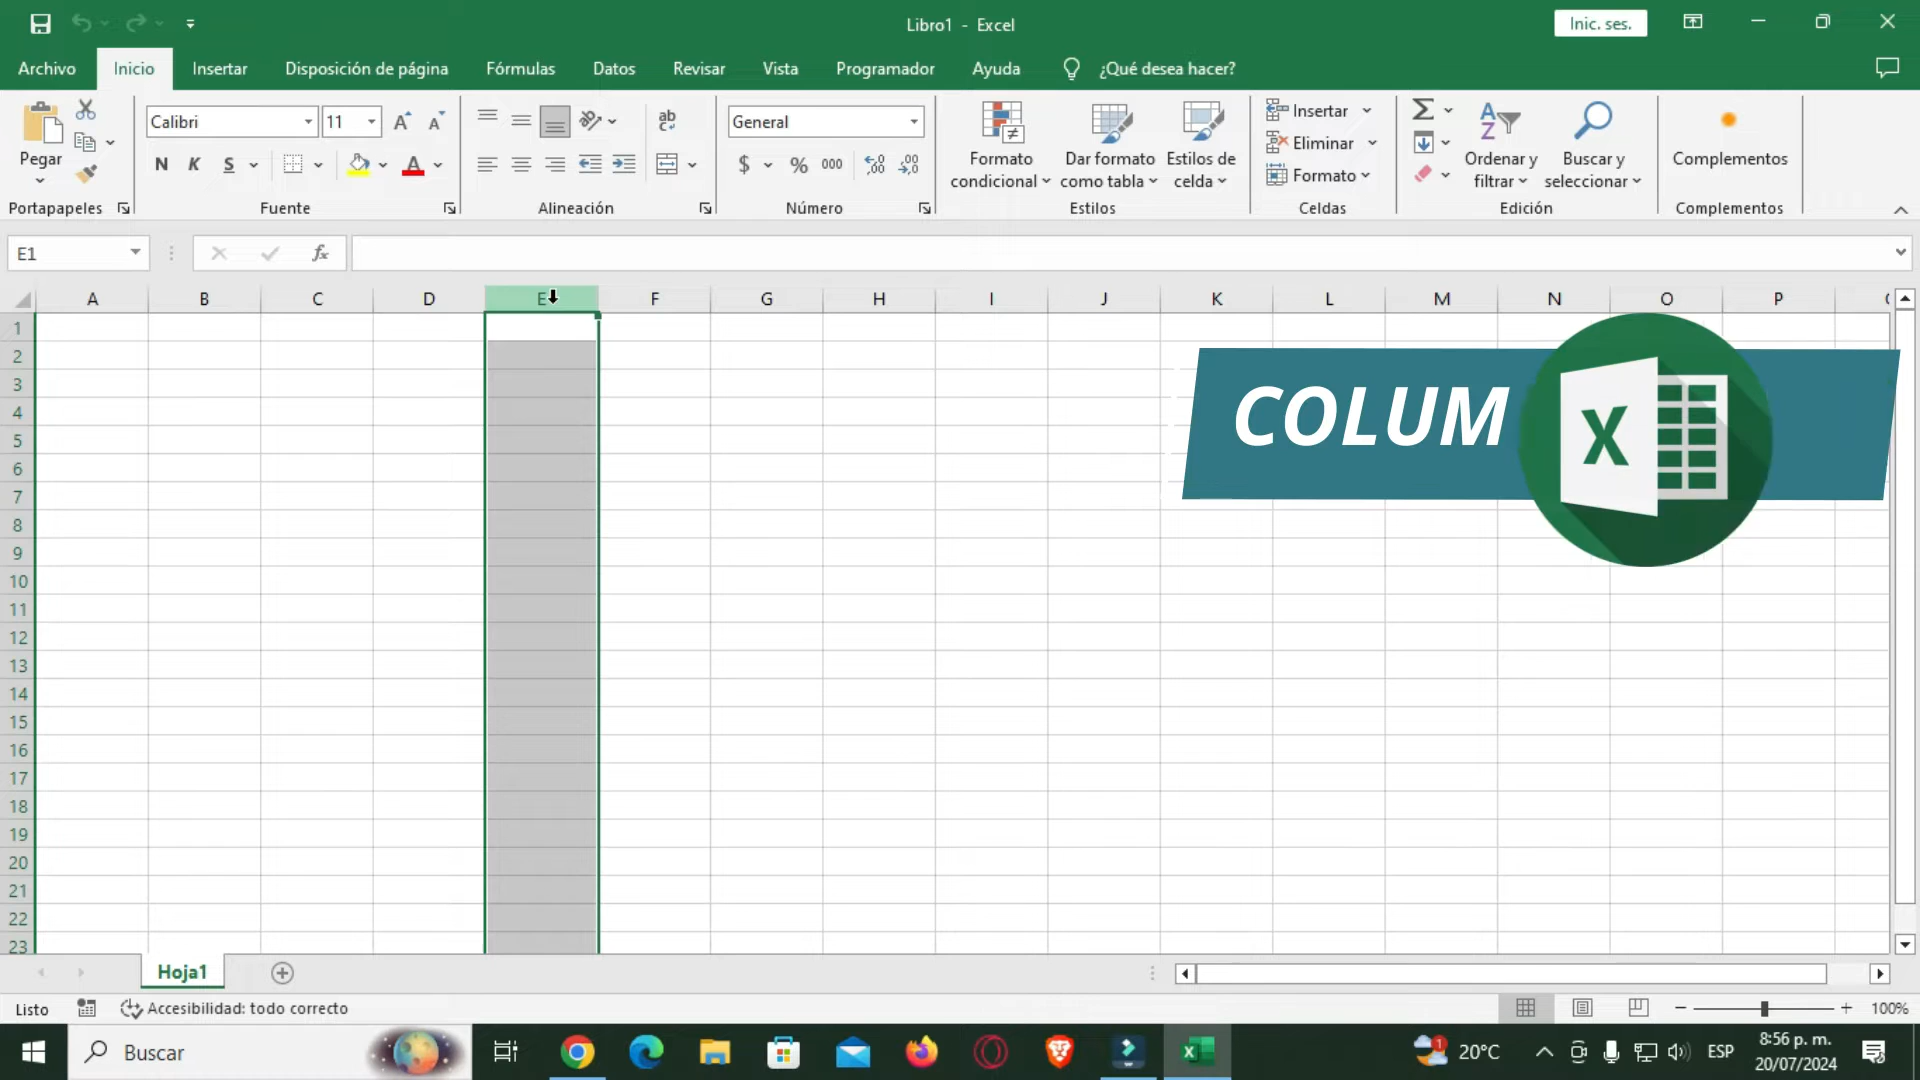 Libro1 - Excel
Inic. ses.
Archivo Inicio Insertar Disposición de página Fórmulas Datos Revisar Vista Programador Ayuda ¿Qué desea hacer?
Pegar
Portapapeles
Calibri 11
N K S
Fuente
ab
Alineación
General
$ % 000
Número
Formato condicional
Dar formato como tabla
Estilos de celda
Estilos
Insertar
Eliminar
Formato
Celdas
Ordenar y filtrar
Buscar y seleccionar
Edición
Complementos
Complementos
E1
fx
A B C D E F G H I J K L M N O P
1
2
3
4
5
6
7
8
9
10
11
12
13
14
15
16
17
18
19
20
21
22
23
COLUM
X
Hoja1
Listo
Accesibilidad: todo correcto
100%
Buscar
20°C
ESP
8:56 p. m.
20/07/2024